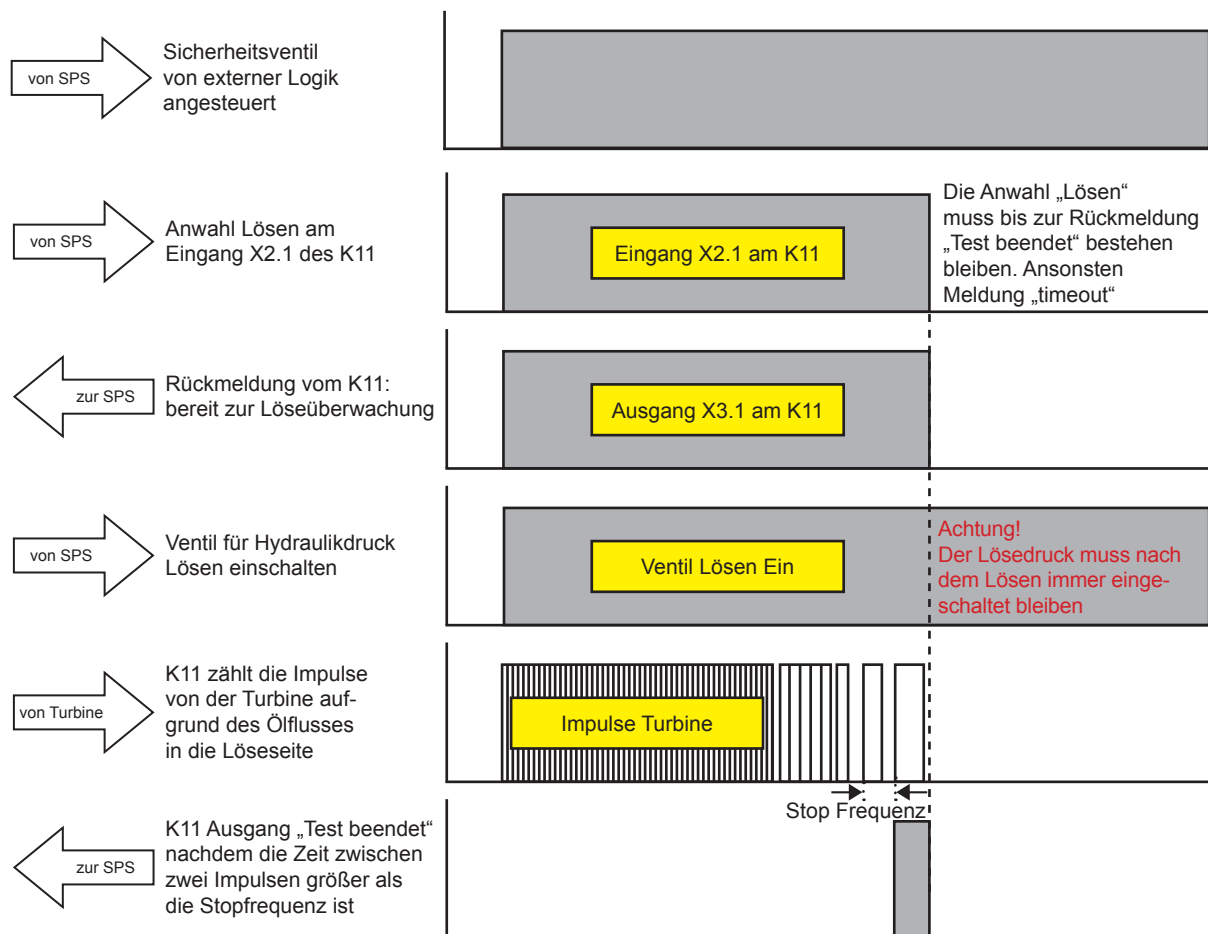 von SPS
Sicherheitsventil
von externer Logik
angesteuert
von SPS
Anwahl Lösen am
Eingang X2.1 des K11
Eingang X2.1 am K11
Die Anwahl „Lösen“
muss bis zur Rückmeldung
„Test beendet“ bestehen
bleiben. Ansonsten
Meldung „timeout“
zur SPS
Rückmeldung vom K11:
bereit zur Löseüberwachung
Ausgang X3.1 am K11
von SPS
Ventil für Hydraulikdruck
Lösen einschalten
Ventil Lösen Ein
Achtung!
Der Lösedruck muss nach
dem Lösen immer einge-
schaltet bleiben
von Turbine
K11 zählt die Impulse
von der Turbine auf-
grund des Ölflusses
in die Löseseite
Impulse Turbine
Stop Frequenz
zur SPS
K11 Ausgang „Test beendet“
nachdem die Zeit zwischen
zwei Impulsen größer als
die Stopfrequenz ist